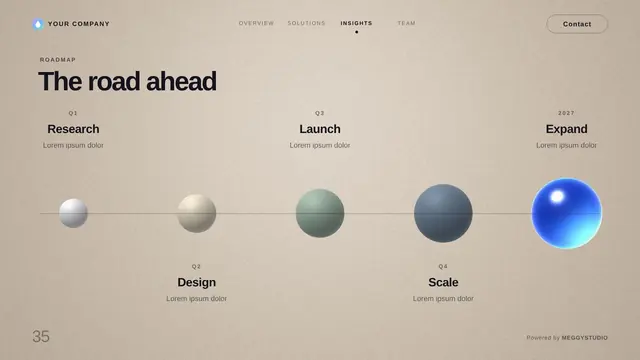 YOUR COMPANY
OVERVIEW SOLUTIONS INSIGHTS TEAM
Contact
ROADMAP
The road ahead
Q1
Research
Lorem ipsum dolor
Q3
Launch
Lorem ipsum dolor
2027
Expand
Lorem ipsum dolor
Q2
Design
Lorem ipsum dolor
Q4
Scale
Lorem ipsum dolor
35
Powered by MEGGYSTUDIO